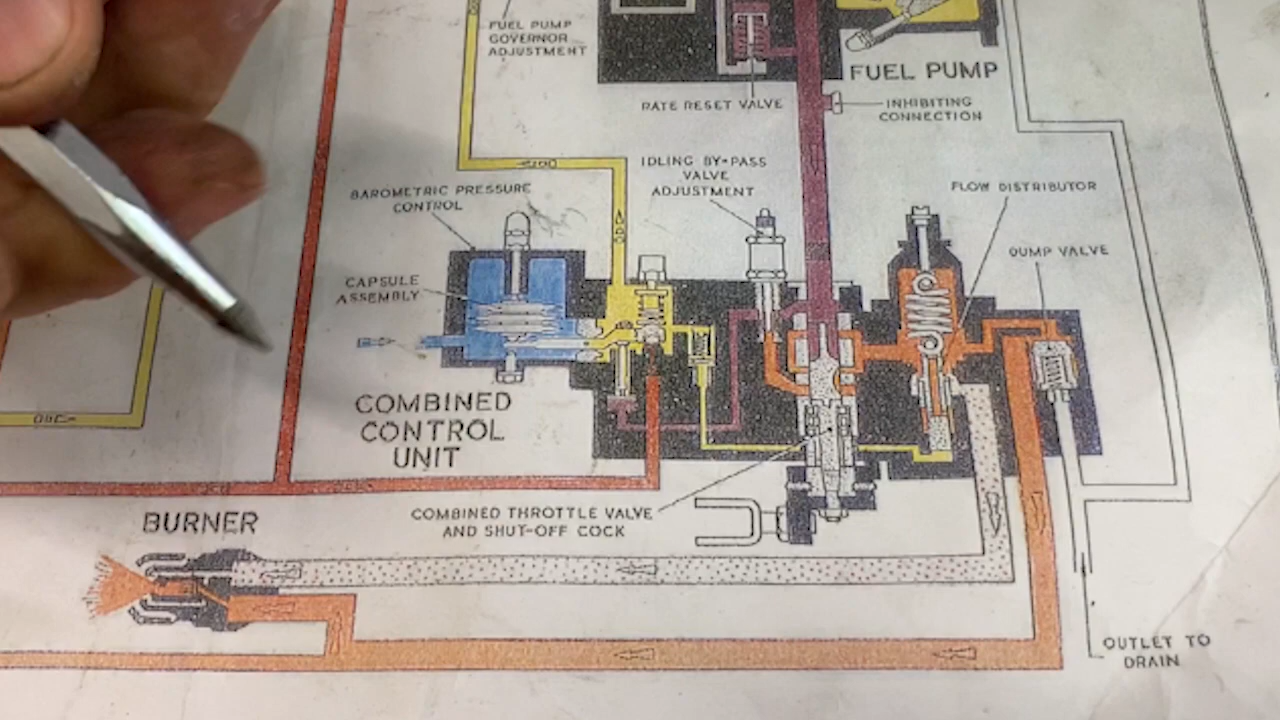 FUEL PUMP
GOVERNOR
ADJUSTMENT
FUEL PUMP
RATE RESET VALVE
INHIBITING
CONNECTION
IDLING BY-PASS
VALVE
ADJUSTMENT
BAROMETRIC PRESSURE
CONTROL
FLOW DISTRIBUTOR
DUMP VALVE
CAPSULE
ASSEMBLY
COMBINED
CONTROL
UNIT
COMBINED THROTTLE VALVE
AND SHUT-OFF COCK
BURNER
OUTLET TO
DRAIN